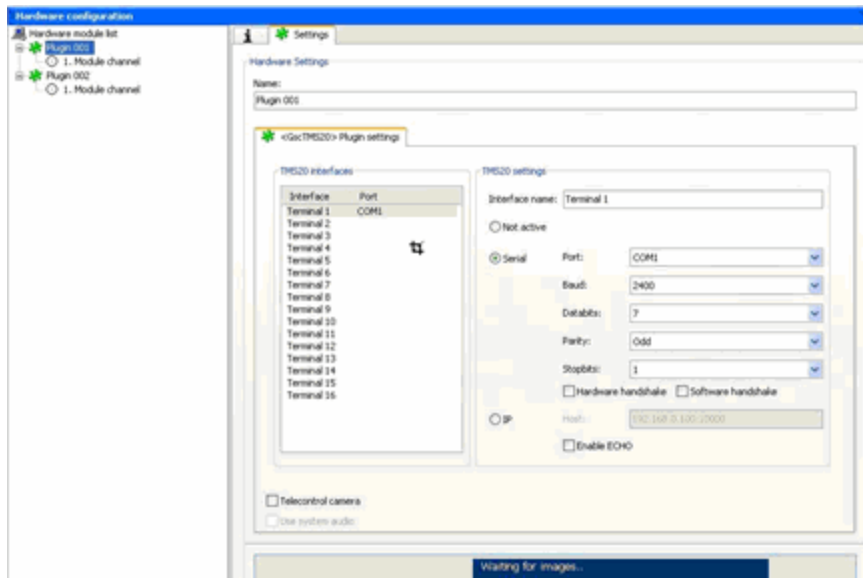 Hardware configuration
Hardware module list
Plugin 001
1. Module channel
Plugin 002
1. Module channel
i
Settings
Hardware Settings
Name:
Plugin 001
<GscTMS20> Plugin settings
TMS20 interfaces
Interface Port
Terminal 1 COM1
Terminal 2
Terminal 3
Terminal 4
Terminal 5
Terminal 6
Terminal 7
Terminal 8
Terminal 9
Terminal 10
Terminal 11
Terminal 12
Terminal 13
Terminal 14
Terminal 15
Terminal 16
TMS20 settings
Interface name: Terminal 1
Not active
Serial Port: COM1
Baud: 2400
Databits: 7
Parity: Odd
Stopbits: 1
Hardware handshake Software handshake
IP Host: 192.168.0.100:10000
Enable ECHO
Telecontrol camera
Use system audio
Waiting for images..